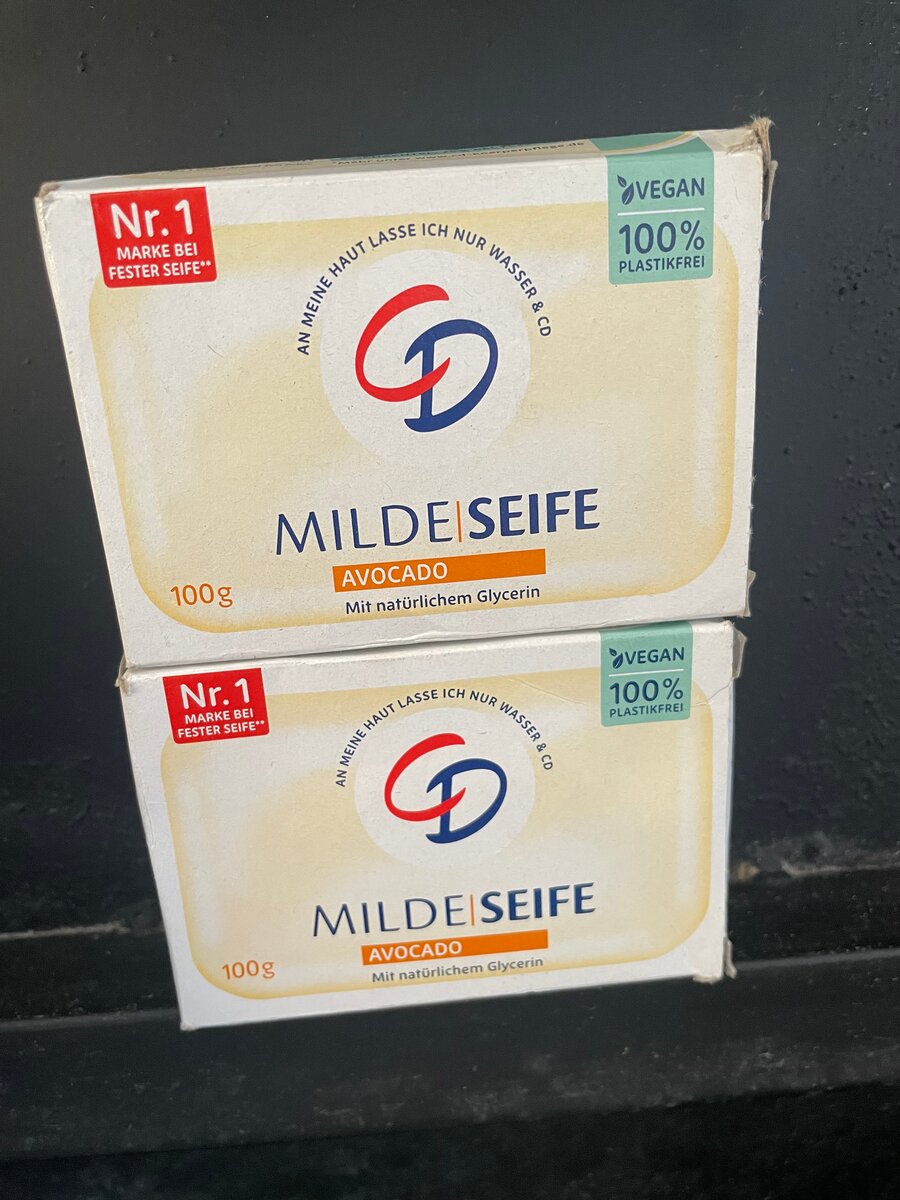 Nr. 1
MARKE BEI
FESTER SEIFE**
VEGAN
100%
PLASTIKFREI
AN MEINE HAUT LASSE ICH NUR WASSER & CD
CD
MILDE|SEIFE
AVOCADO
Mit natürlichem Glycerin
100g
Nr. 1
MARKE BEI
FESTER SEIFE**
VEGAN
100%
PLASTIKFREI
AN MEINE HAUT LASSE ICH NUR WASSER & CD
CD
MILDE|SEIFE
AVOCADO
Mit natürlichem Glycerin
100g